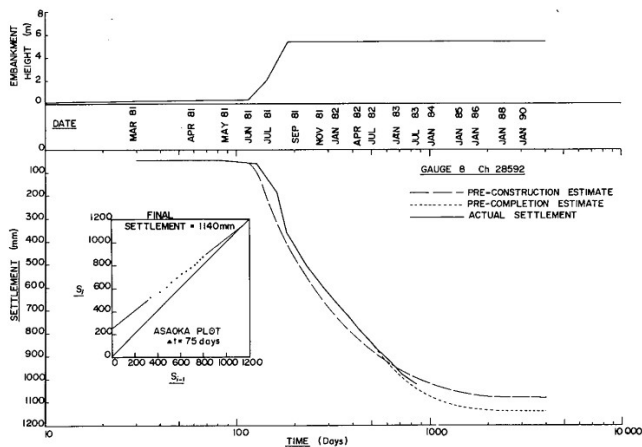 EMBANKMENT
HEIGHT (m)
8
6
4
2
0
DATE
MAR 81
APR 81
MAY 81
JUN 81
JUL 81
SEP 81
NOV 81
JAN 82
APR 82
JUL 82
JAN 83
JUL 83
JAN 84
JAN 85
JAN 86
JAN 88
JAN 90
GAUGE 8 Ch 28592
PRE-CONSTRUCTION ESTIMATE
PRE-COMPLETION ESTIMATE
ACTUAL SETTLEMENT
SETTLEMENT (mm)
100
200
300
400
500
600
700
800
900
1000
1100
1200
FINAL
SETTLEMENT = 1140mm
1200
1000
800
600
400
200
0
Si
ASAOKA PLOT
Δt = 75 days
0 200 400 600 800 1000 1200
Si-1
10 100 1000 10 000
TIME (Days)